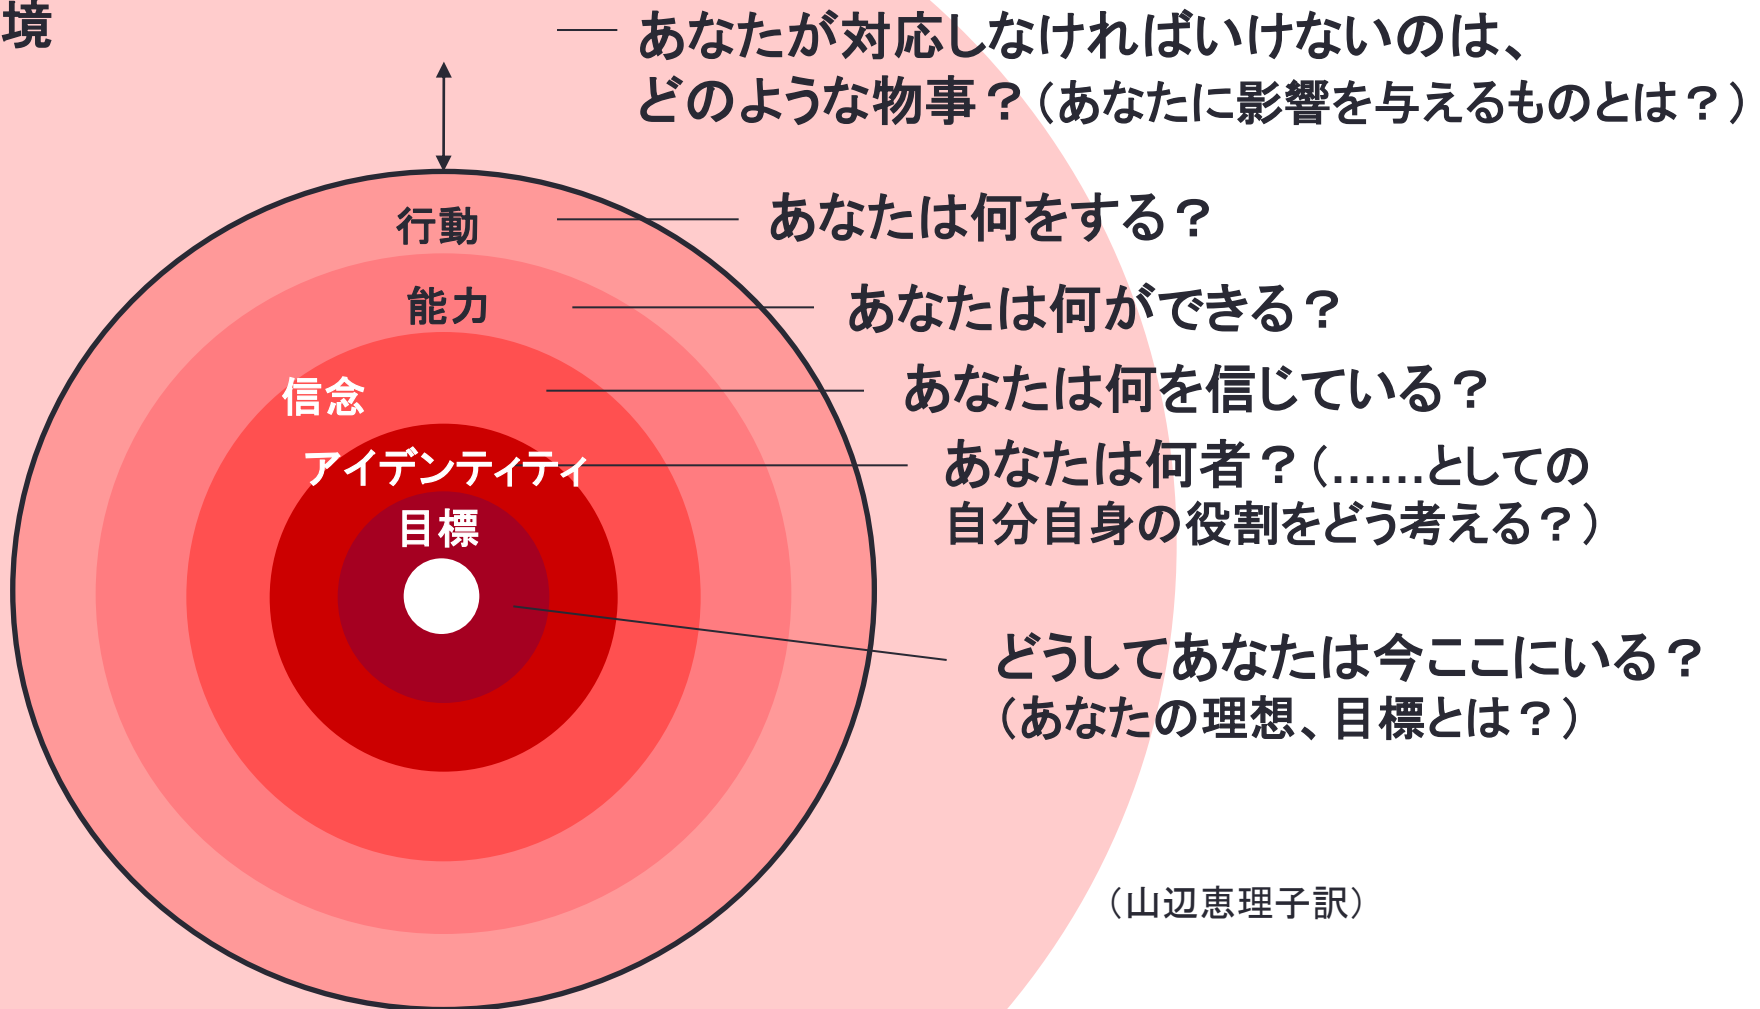 境
あなたが対応しなければいけないのは、
どのような物事？（あなたに影響を与えるものとは？）
行動
あなたは何をする？
能力
あなたは何ができる？
信念
あなたは何を信じている？
アイデンティティ
あなたは何者？（……としての
自分自身の役割をどう考える？）
目標
どうしてあなたは今ここにいる？
（あなたの理想、目標とは？）
（山辺恵理子訳）